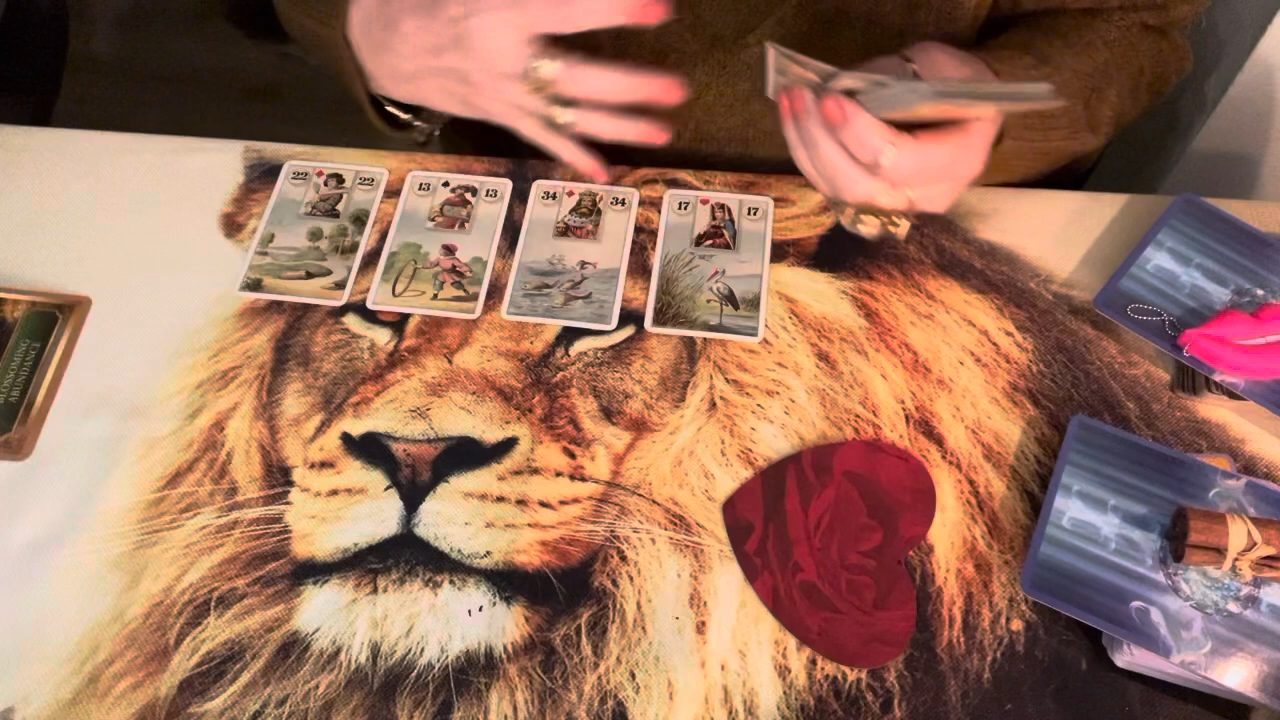 22 22
13 13
34 34
17 17
BLOSSOMING
ABUNDANCE